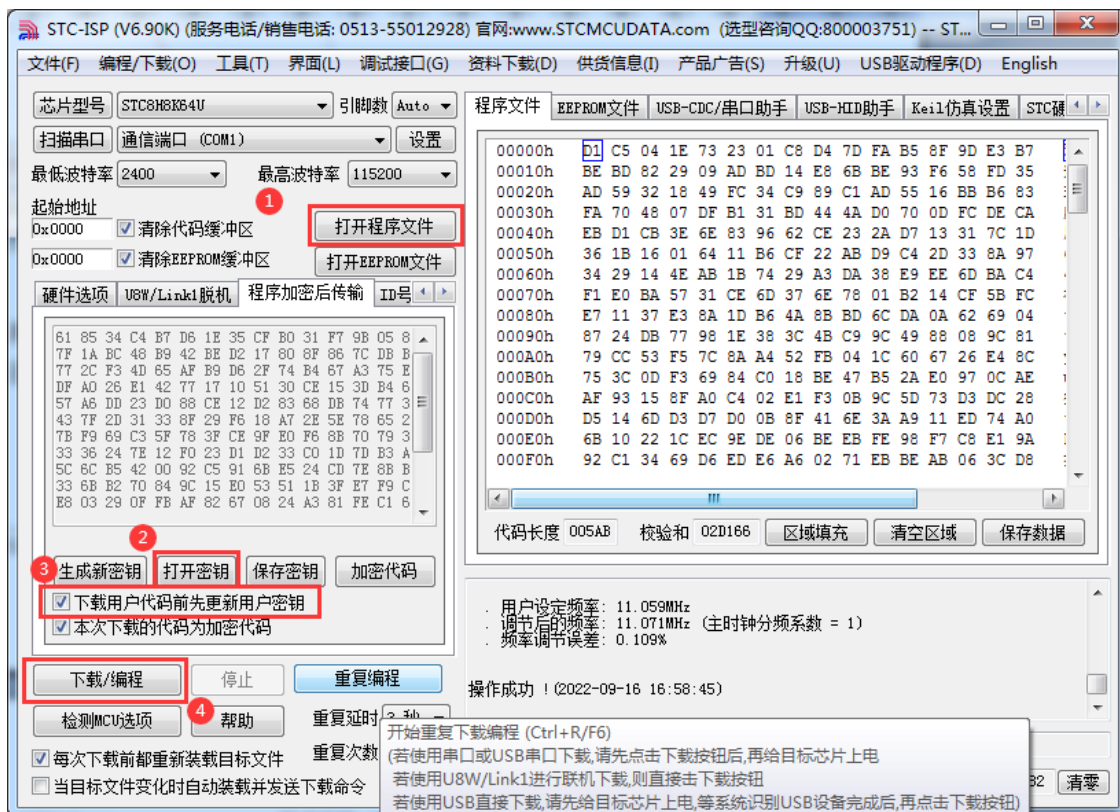 STC-ISP (V6.90K) (服务电话/销售电话: 0513-55012928) 官网:www.STCMCUDATA.com (选型咨询QQ:800003751) -- ST...
文件(F) 编程/下载(O) 工具(T) 界面(L) 调试接口(G) 资料下载(D) 供货信息(I) 产品广告(S) 升级(U) USB驱动程序(D) English
芯片型号 STC8H8K64U 引脚数 Auto
扫描串口 通信端口 (COM1) 设置
最低波特率 2400 最高波特率 115200
1
起始地址
0x0000 清除代码缓冲区 打开程序文件
0x0000 清除EEPROM缓冲区 打开EEPROM文件
硬件选项 U8W/Link1脱机 程序加密后传输 ID号
61 85 34 C4 B7 D6 1E 35 CF B0 31 F7 9B 05 8
7F 1A BC 48 B9 42 BE D2 17 80 8F 86 7C DB B
77 2C F3 4D 65 AF B9 D6 2F 74 B4 67 A3 75 E
DF A0 26 E1 42 77 17 10 51 30 CE 15 3D B4 6
57 A6 DD 23 D0 88 CE 12 D2 83 68 DB 74 77 3
43 7F 2D 31 33 8F 29 F6 18 A7 2E 5E 78 65 2
7B F9 69 C3 5F 78 3F CE 9F E0 F6 8B 70 79 3
33 36 24 7E 12 F0 23 D1 D2 33 C0 1D 7D B3 A
5C 6C B5 42 00 92 C5 91 6B E5 24 CD 7E 8B B
33 6B B2 70 84 9C 15 E0 53 51 1B 3F E7 F9 C
E8 03 29 0F FB AF 82 67 08 24 A3 81 FE C1 6
2
3
生成新密钥 打开密钥 保存密钥 加密代码
下载用户代码前先更新用户密钥
本次下载的代码为加密代码
下载/编程 停止 重复编程
4
检测MCU选项 帮助 重复延时 3 秒
每次下载前都重新装载目标文件 重复次数
当目标文件变化时自动装载并发送下载命令
程序文件 EEPROM文件 USB-CDC/串口助手 USB-HID助手 Keil仿真设置 STC硬
00000h D1 C5 04 1E 73 23 01 C8 D4 7D FA B5 8F 9D E3 B7
00010h BE BD 82 29 09 AD BD 14 E8 6B BE 93 F6 58 FD 35
00020h AD 59 32 18 49 FC 34 C9 89 C1 AD 55 16 BB B6 83
00030h FA 70 48 07 DF B1 31 BD 44 4A D0 70 0D FC DE CA
00040h EB D1 CB 3E 6E 83 96 62 CE 23 2A D7 13 31 7C 1D
00050h 36 1B 16 01 64 11 B6 CF 22 AB D9 C4 2D 33 8A 97
00060h 34 29 14 4E AB 1B 74 29 A3 DA 38 E9 EE 6D BA C4
00070h F1 E0 BA 57 31 CE 6D 37 6E 78 01 B2 14 CF 5B FC
00080h E7 11 37 E3 8A 1D B6 4A 8B BD 6C DA 0A 62 69 04
00090h 87 24 DB 77 98 1E 38 3C 4B C9 9C 49 88 08 9C 81
000A0h 79 CC 53 F5 7C 8A A4 52 FB 04 1C 60 67 26 E4 8C
000B0h 75 3C 0D F3 69 84 C0 18 BE 47 B5 2A E0 97 0C AE
000C0h AF 93 15 8F A0 C4 02 E1 F3 0B 9C 5D 73 D3 DC 28
000D0h D5 14 6D D3 D7 D0 0B 8F 41 6E 3A A9 11 ED 74 A0
000E0h 6B 10 22 1C EC 9E DE 06 BE EB FE 98 F7 C8 E1 9A
000F0h 92 C1 34 69 D6 ED E6 A6 02 71 EB BE AB 06 3C D8
代码长度 005AB 校验和 02D166 区域填充 清空区域 保存数据
. 用户设定频率: 11.059MHz
. 调节后的频率: 11.071MHz (主时钟分频系数 = 1)
. 频率调节误差: 0.109%
操作成功 !(2022-09-16 16:58:45)
开始重复下载编程 (Ctrl+R/F6)
(若使用串口或USB串口下载,请先点击下载按钮后,再给目标芯片上电
若使用U8W/Link1进行联机下载,则直接击下载按钮
若使用USB直接下载,请先给目标芯片上电,等系统识别USB设备完成后,再点击下载按钮)
82 清零